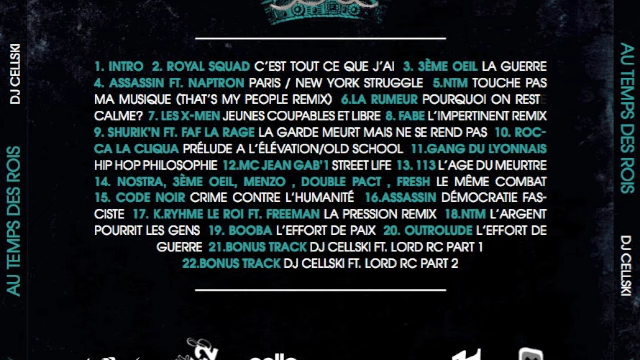 DJ CELLSKI
AU TEMPS DES ROIS
1. INTRO 2. ROYAL SQUAD C'EST TOUT CE QUE J'AI 3. 3ÈME OEIL LA GUERRE
4. ASSASSIN FT. NAPTRON PARIS / NEW YORK STRUGGLE 5.NTM TOUCHE PAS
MA MUSIQUE (THAT'S MY PEOPLE REMIX) 6.LA RUMEUR POURQUOI ON REST
CALME? 7. LES X-MEN JEUNES COUPABLES ET LIBRE 8. FABE L'IMPERTINENT REMIX
9. SHURIK'N FT. FAF LA RAGE LA GARDE MEURT MAIS NE SE REND PAS 10. ROC-
CA LA CLIQUA PRÉLUDE A L'ÉLÉVATION/OLD SCHOOL 11.GANG DU LYONNAIS
HIP HOP PHILOSOPHIE 12.MC JEAN GAB'1 STREET LIFE 13. 113 L'AGE DU MEURTRE
14. NOSTRA, 3ÈME OEIL, MENZO , DOUBLE PACT , FRESH LE MÊME COMBAT
15. CODE NOIR CRIME CONTRE L'HUMANITÉ 16.ASSASSIN DÉMOCRATIE FAS-
CISTE 17. K.RYHME LE ROI FT. FREEMAN LA PRESSION REMIX 18.NTM L'ARGENT
POURRIT LES GENS 19. BOOBA L'EFFORT DE PAIX 20. OUTROLUDE L'EFFORT DE
GUERRE 21.BONUS TRACK DJ CELLSKI FT. LORD RC PART 1
22.BONUS TRACK DJ CELLSKI FT. LORD RC PART 2
AU TEMPS DES ROIS
DJ CELLSKI